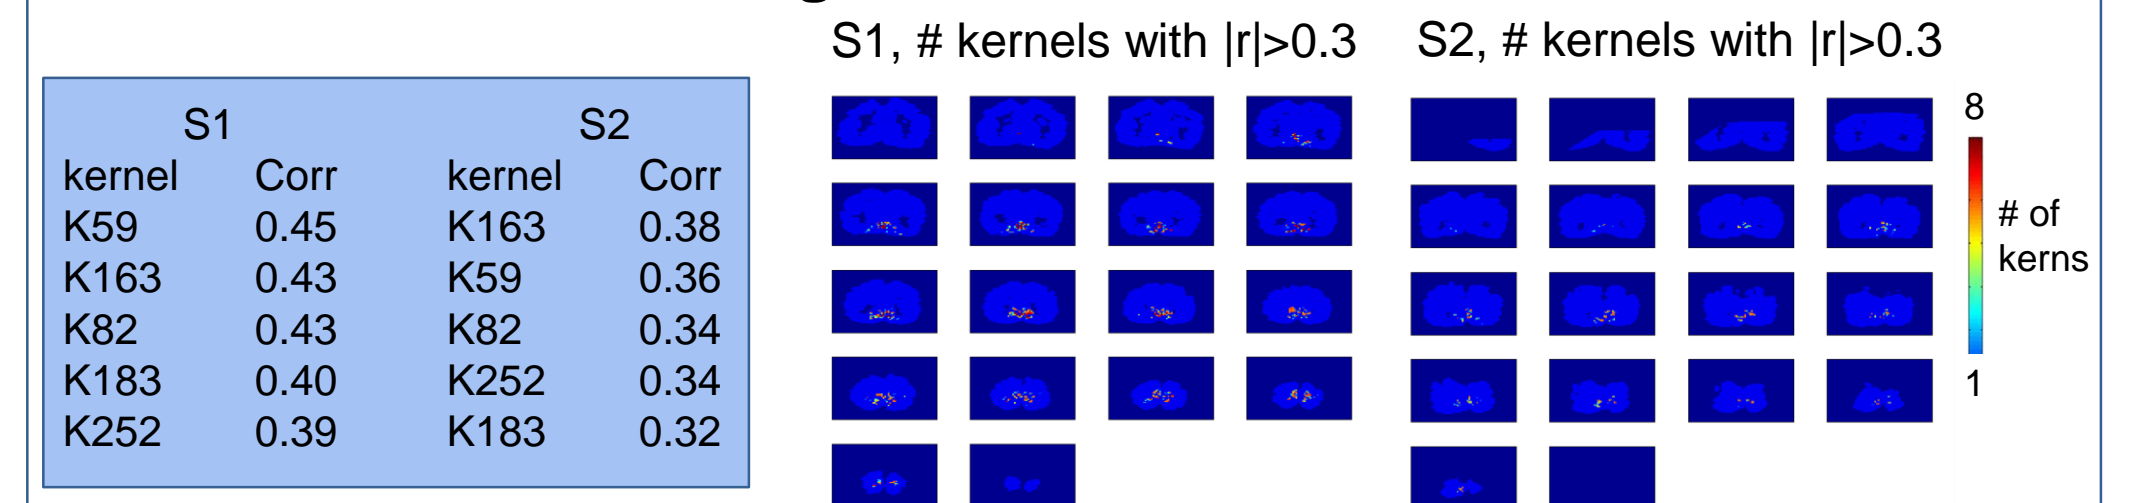 S1 S2
kernel Corr kernel Corr
K59 0.45 K163 0.38
K163 0.43 K59 0.36
K82 0.43 K82 0.34
K183 0.40 K252 0.34
K252 0.39 K183 0.32
S1, # kernels with |r|>0.3
S2, # kernels with |r|>0.3
8
# of
kerns
1